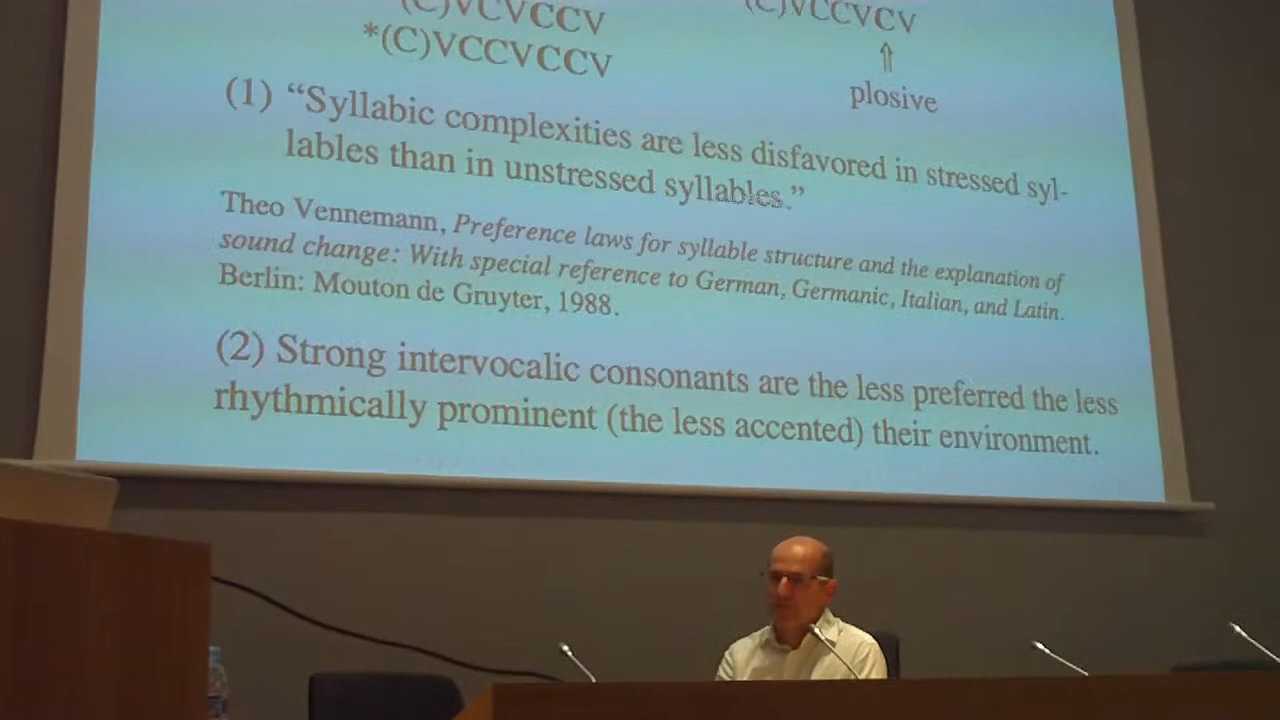 (C)VCVCCV
(C)VCCVCV
*(C)VCCVCCV
⇑
plosive
(1) “Syllabic complexities are less disfavored in stressed syl-
lables than in unstressed syllables.”
Theo Vennemann, Preference laws for syllable structure and the explanation of
sound change: With special reference to German, Germanic, Italian, and Latin.
Berlin: Mouton de Gruyter, 1988.
(2) Strong intervocalic consonants are the less preferred the less
rhythmically prominent (the less accented) their environment.